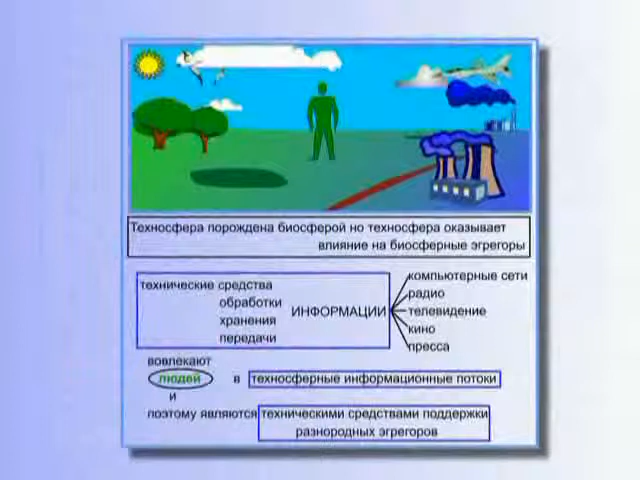 Техносфера порождена биосферой но техносфера оказывает
влияние на биосферные эгрегоры
технические средства
обработки
хранения
передачи
ИНФОРМАЦИИ
компьютерные сети
радио
телевидение
кино
пресса
вовлекают
людей в техносферные информационные потоки
и
поэтому являются техническими средствами поддержки
разнородных эгрегоров